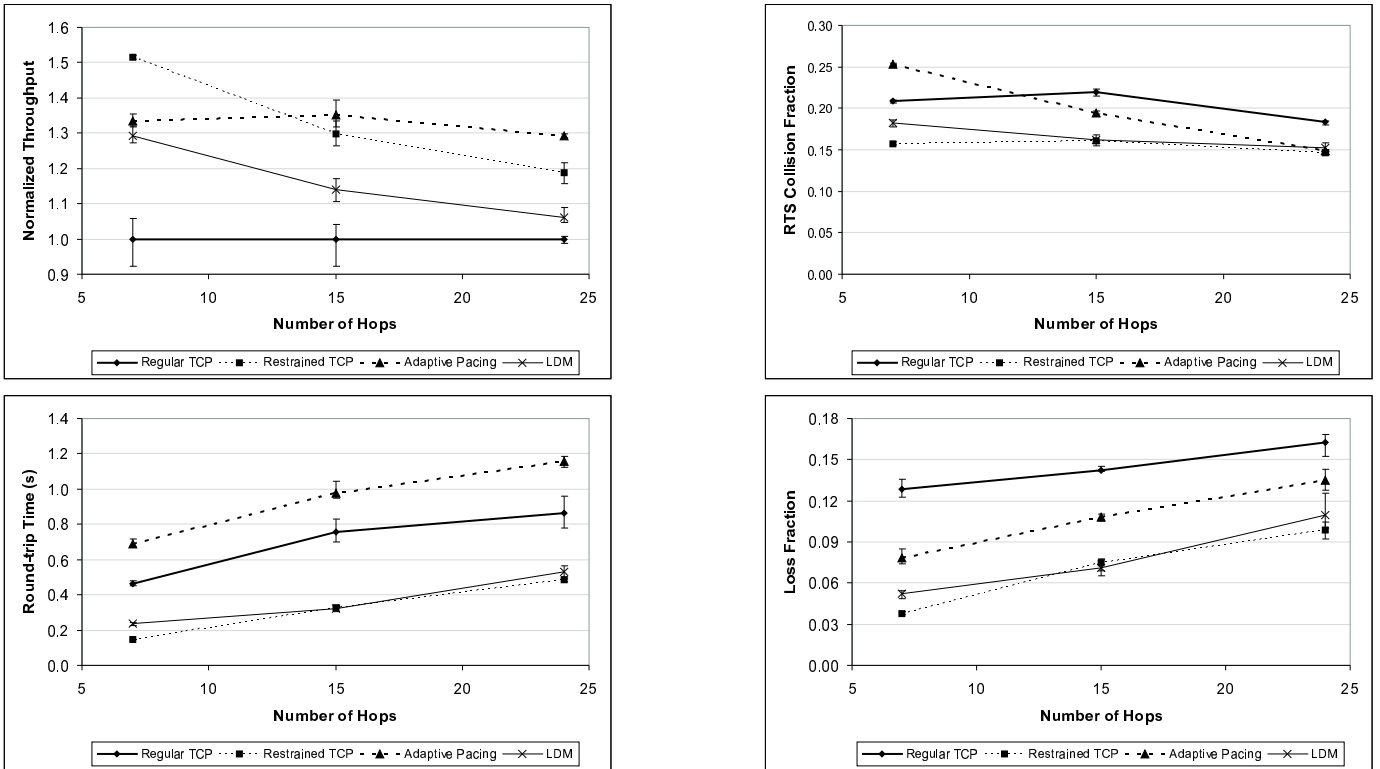 Normalized Throughput
1.6
1.5
1.4
1.3
1.2
1.1
1.0
0.9
5 10 15 20 25
Number of Hops
Regular TCP Restrained TCP Adaptive Pacing LDM
RTS Collision Fraction
0.30
0.25
0.20
0.15
0.10
0.05
0.00
5 10 15 20 25
Number of Hops
Regular TCP Restrained TCP Adaptive Pacing LDM
Round-trip Time (s)
1.4
1.2
1.0
0.8
0.6
0.4
0.2
0.0
5 10 15 20 25
Number of Hops
Regular TCP Restrained TCP Adaptive Pacing LDM
Loss Fraction
0.18
0.15
0.12
0.09
0.06
0.03
0.00
5 10 15 20 25
Number of Hops
Regular TCP Restrained TCP Adaptive Pacing LDM